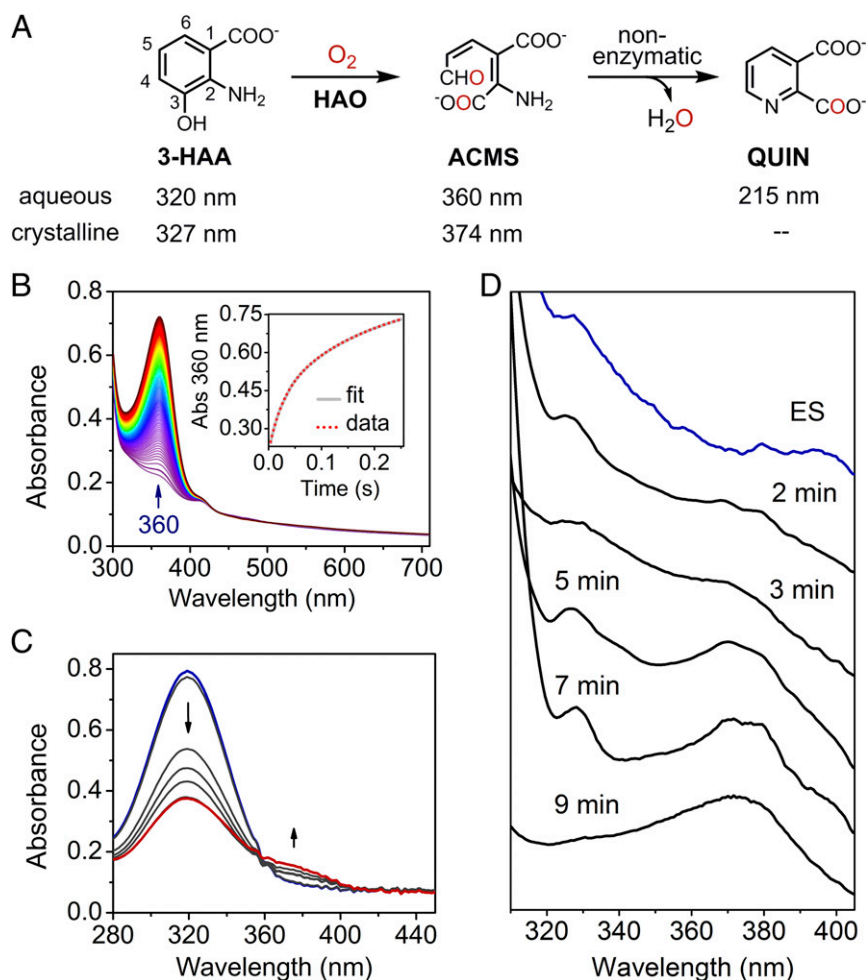 A
6
1
COO-
5
4
2
3
NH2
OH
O2
HAO
COO-
CHO
-OOC
NH2
non-
enzymatic
H2O
COO-
N
COO-
3-HAA
ACMS
QUIN
aqueous 320 nm 360 nm 215 nm
crystalline 327 nm 374 nm --
B
0.8
0.6
0.4
0.2
0.0
Absorbance
360
300 400 500 600 700
Wavelength (nm)
0.75
0.60
0.45
0.30
Abs 360 nm
fit
data
0.0 0.1 0.2
Time (s)
C
0.8
0.6
0.4
0.2
0.0
Absorbance
280 320 360 400 440
Wavelength (nm)
D
ES
2 min
3 min
5 min
7 min
9 min
320 340 360 380 400
Wavelength (nm)